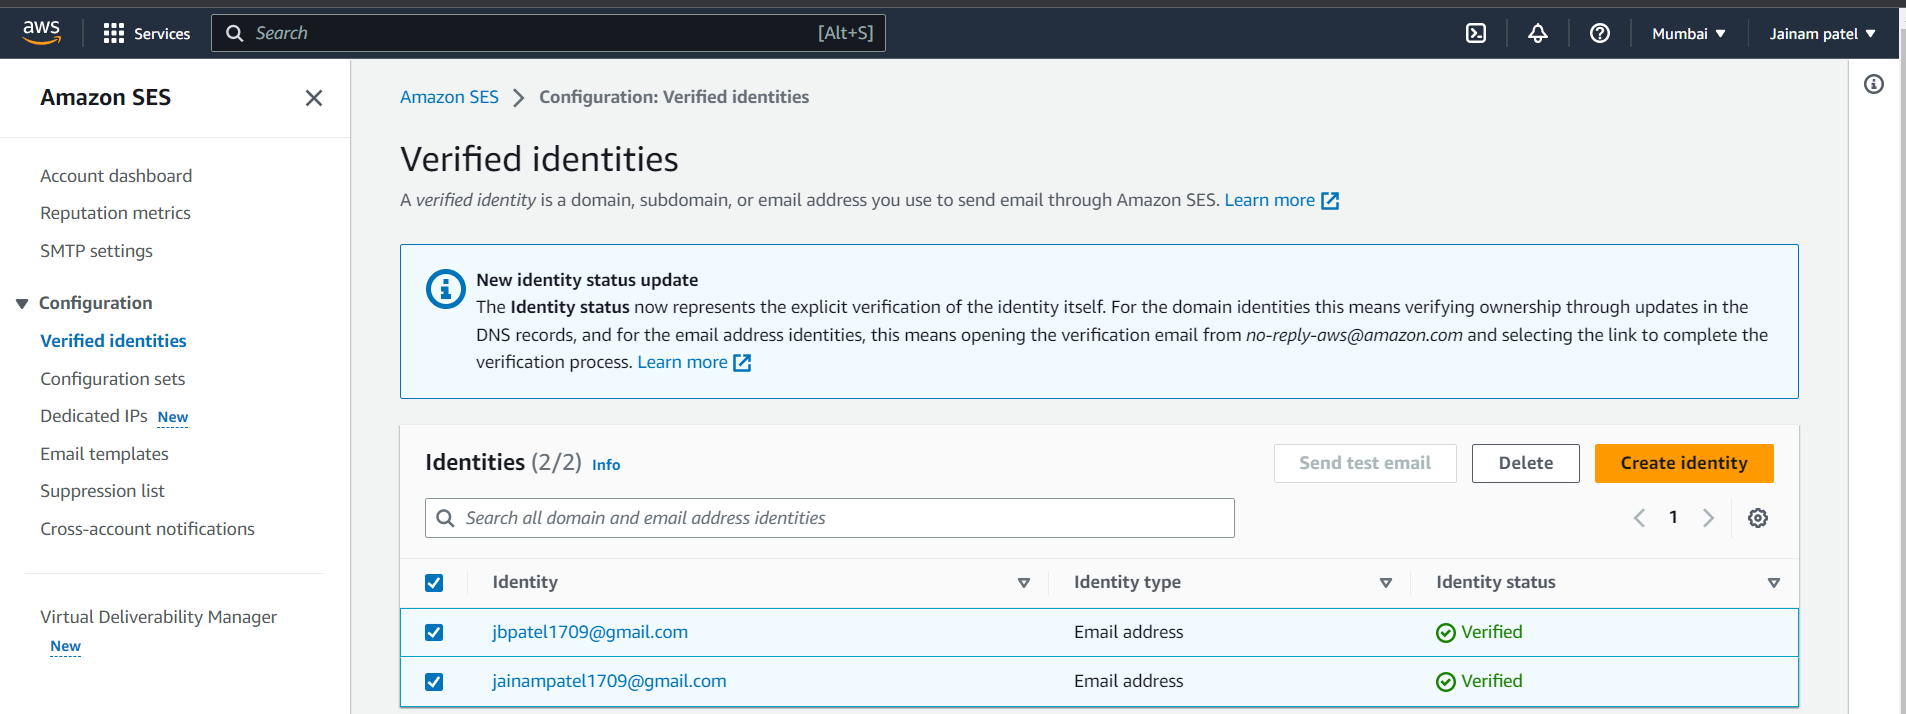 aws
Services
Search
[Alt+S]
Mumbai
Jainam patel
Amazon SES
Account dashboard
Reputation metrics
SMTP settings
Configuration
Verified identities
Configuration sets
Dedicated IPs New
Email templates
Suppression list
Cross-account notifications
Virtual Deliverability Manager
New
Amazon SES > Configuration: Verified identities
Verified identities
A verified identity is a domain, subdomain, or email address you use to send email through Amazon SES. Learn more
New identity status update
The Identity status now represents the explicit verification of the identity itself. For the domain identities this means verifying ownership through updates in the
DNS records, and for the email address identities, this means opening the verification email from no-reply-aws@amazon.com and selecting the link to complete the
verification process. Learn more
Identities (2/2) Info
Send test email
Delete
Create identity
Search all domain and email address identities
1
Identity Identity type Identity status
jbpatel1709@gmail.com Email address Verified
jainampatel1709@gmail.com Email address Verified